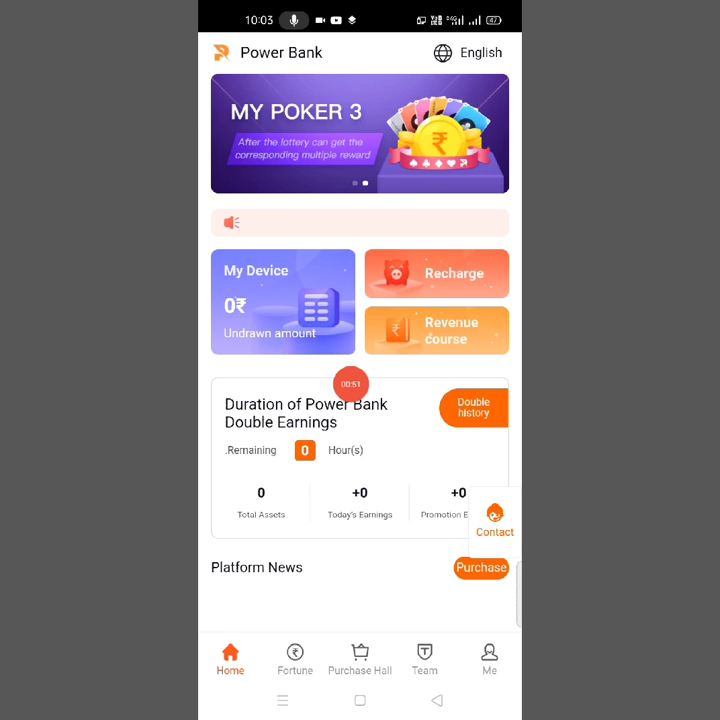 10:03
47
Power Bank
English
MY POKER 3
After the lottery can get the
corresponding multiple reward
My Device
0₹
Undrawn amount
Recharge
Revenue
course
00:51
Duration of Power Bank
Double Earnings
Double
history
.Remaining 0 Hour(s)
0 +0 +0
Total Assets Today's Earnings Promotion E
Contact
Platform News
Purchase
Home Fortune Purchase Hall Team Me